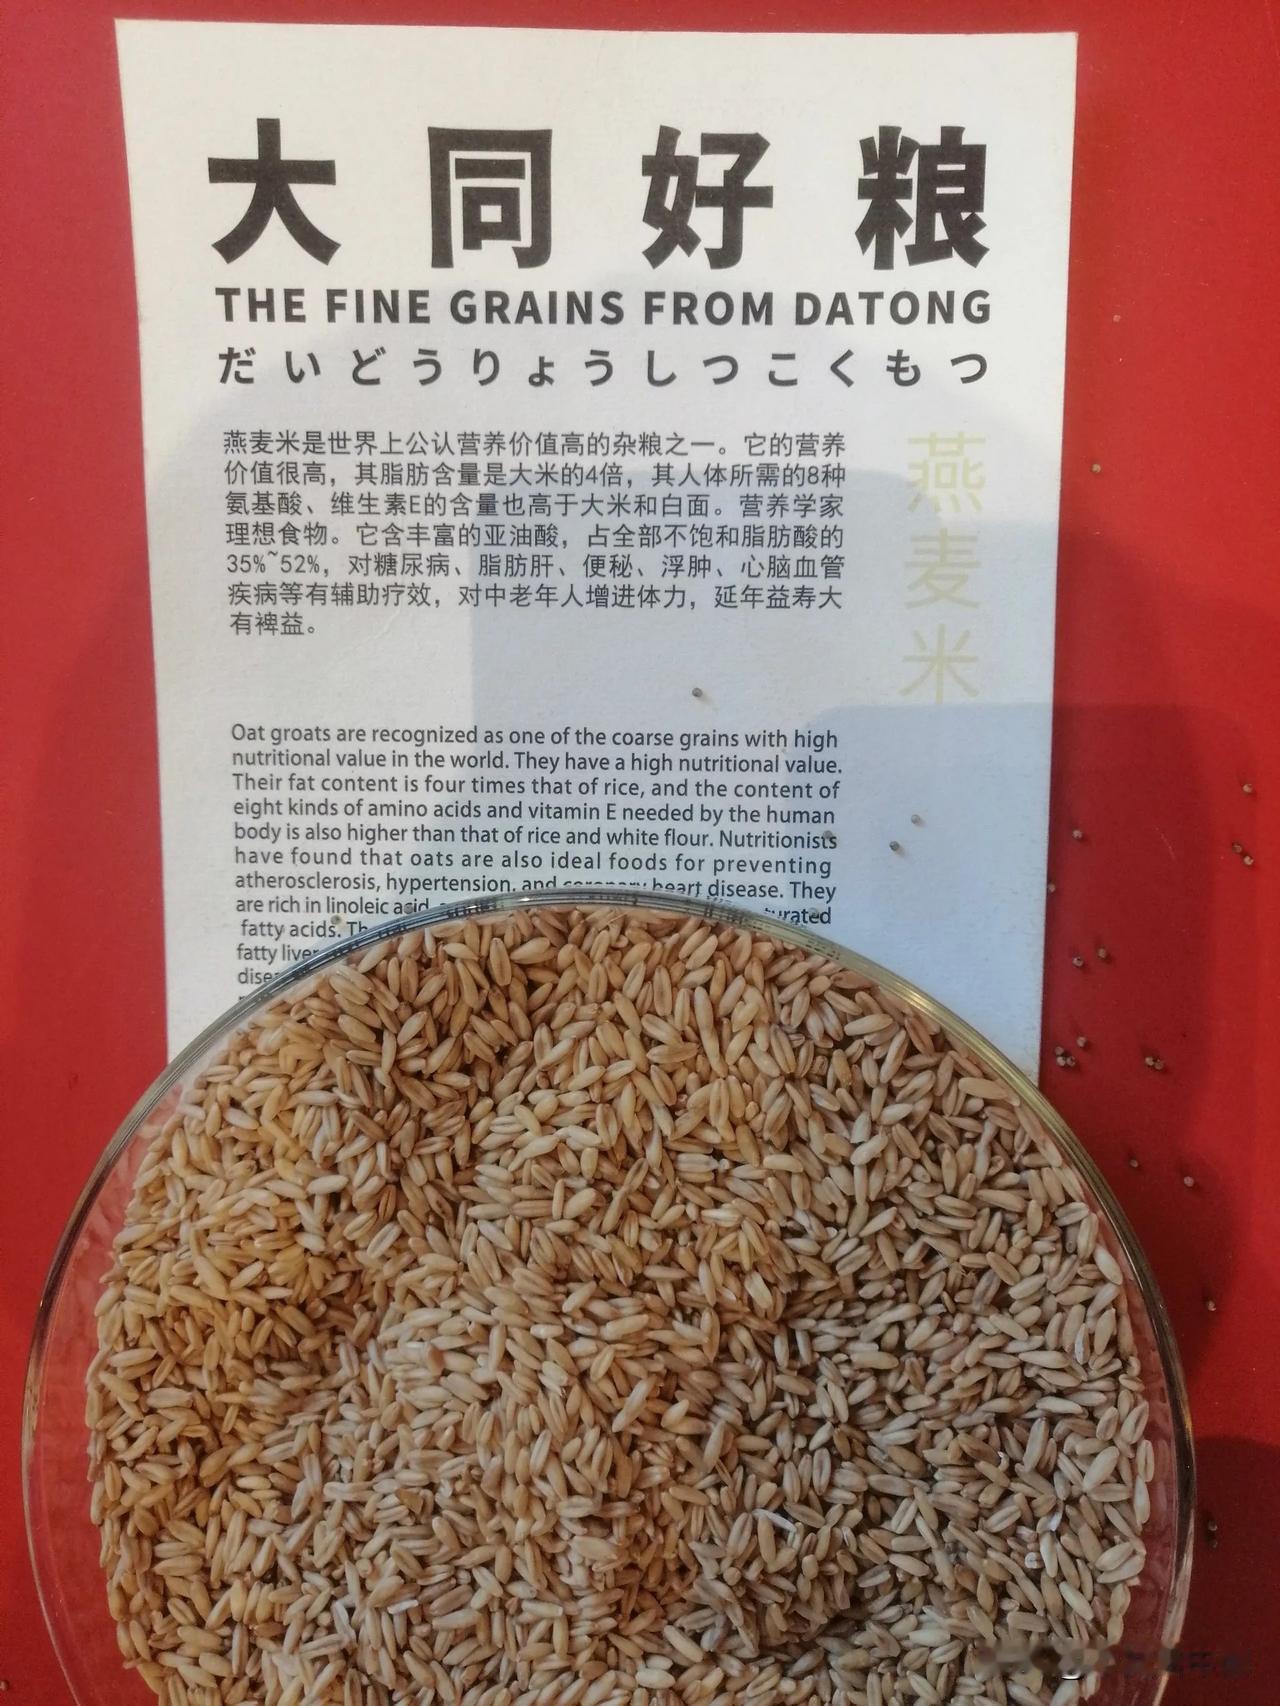 大同好粮
THE FINE GRAINS FROM DATONG
だいどうりょうしつこくもつ
燕麦米是世界上公认营养价值高的杂粮之一。它的营养
价值很高，其脂肪含量是大米的4倍，其人体所需的8种
氨基酸、维生素E的含量也高于大米和白面。营养学家
理想食物。它含丰富的亚油酸，占全部不饱和脂肪酸的
35%~52%，对糖尿病、脂肪肝、便秘、浮肿、心脑血管
疾病等有辅助疗效，对中老年人增进体力，延年益寿大
有裨益。
燕麦米
Oat groats are recognized as one of the coarse grains with high
nutritional value in the world. They have a high nutritional value.
Their fat content is four times that of rice, and the content of
eight kinds of amino acids and vitamin E needed by the human
body is also higher than that of rice and white flour. Nutritionists
have found that oats are also ideal foods for preventing
atherosclerosis, hypertension, and coronary heart disease. They
are rich in linoleic acid,
fatty acids.
fatty liver